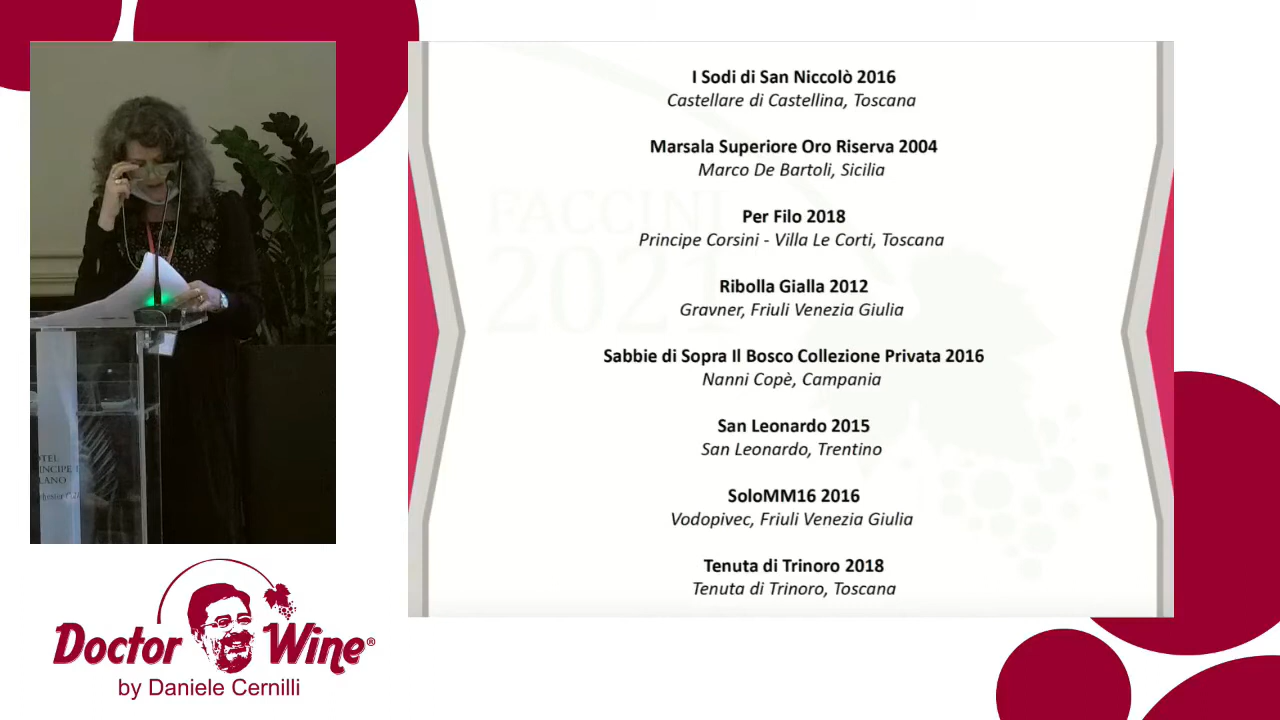 I Sodi di San Niccolò 2016
Castellare di Castellina, Toscana
Marsala Superiore Oro Riserva 2004
Marco De Bartoli, Sicilia
Per Filo 2018
Principe Corsini - Villa Le Corti, Toscana
Ribolla Gialla 2012
Gravner, Friuli Venezia Giulia
Sabbie di Sopra Il Bosco Collezione Privata 2016
Nanni Copè, Campania
San Leonardo 2015
San Leonardo, Trentino
SoloMM16 2016
Vodopivec, Friuli Venezia Giulia
Tenuta di Trinoro 2018
Tenuta di Trinoro, Toscana
FACCINI
2021
Doctor Wine®
by Daniele Cernilli